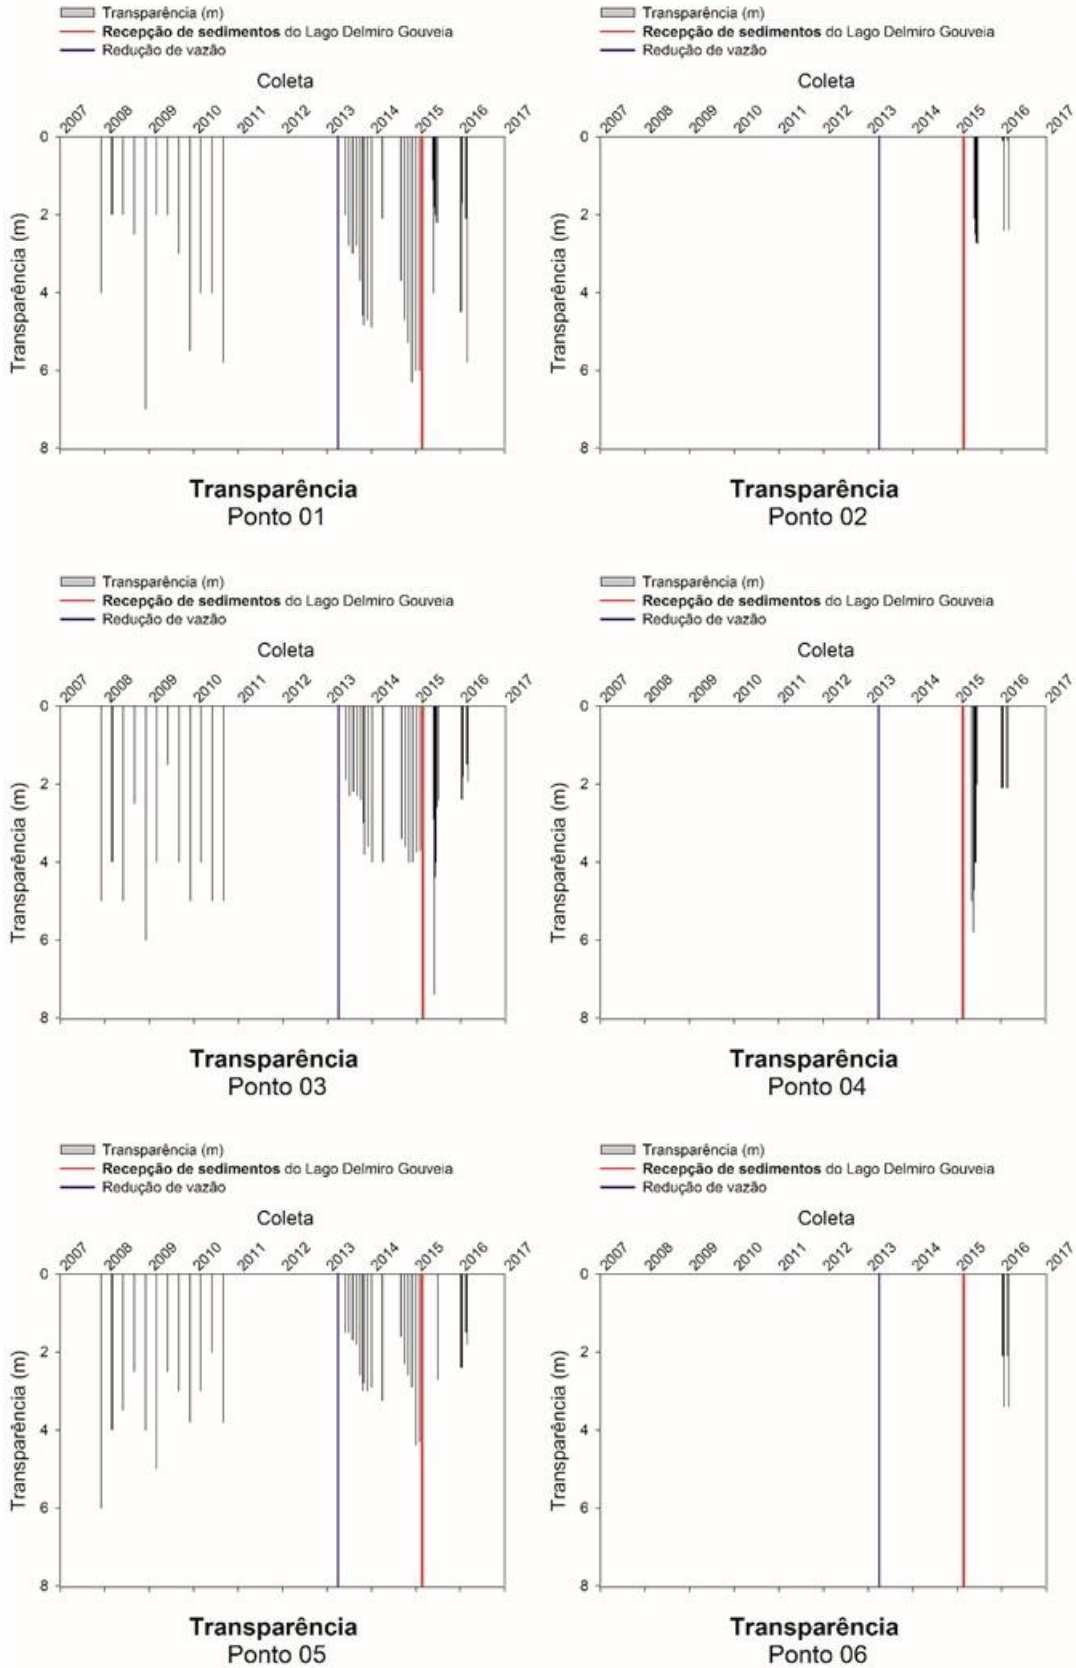 Transparência (m)
Recepção de sedimentos do Lago Delmiro Gouveia
Redução de vazão
Coleta
2007 2008 2009 2010 2011 2012 2013 2014 2015 2016 2017
0
2
4
6
8
Transparência (m)
Transparência
Ponto 01
Transparência (m)
Recepção de sedimentos do Lago Delmiro Gouveia
Redução de vazão
Coleta
2007 2008 2009 2010 2011 2012 2013 2014 2015 2016 2017
0
2
4
6
8
Transparência (m)
Transparência
Ponto 02
Transparência (m)
Recepção de sedimentos do Lago Delmiro Gouveia
Redução de vazão
Coleta
2007 2008 2009 2010 2011 2012 2013 2014 2015 2016 2017
0
2
4
6
8
Transparência (m)
Transparência
Ponto 03
Transparência (m)
Recepção de sedimentos do Lago Delmiro Gouveia
Redução de vazão
Coleta
2007 2008 2009 2010 2011 2012 2013 2014 2015 2016 2017
0
2
4
6
8
Transparência (m)
Transparência
Ponto 04
Transparência (m)
Recepção de sedimentos do Lago Delmiro Gouveia
Redução de vazão
Coleta
2007 2008 2009 2010 2011 2012 2013 2014 2015 2016 2017
0
2
4
6
8
Transparência (m)
Transparência
Ponto 05
Transparência (m)
Recepção de sedimentos do Lago Delmiro Gouveia
Redução de vazão
Coleta
2007 2008 2009 2010 2011 2012 2013 2014 2015 2016 2017
0
2
4
6
8
Transparência (m)
Transparência
Ponto 06